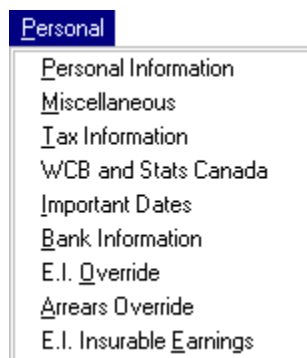 Personal
Personal Information
Miscellaneous
Tax Information
WCB and Stats Canada
Important Dates
Bank Information
E.I. Override
Arrears Override
E.I. Insurable Earnings